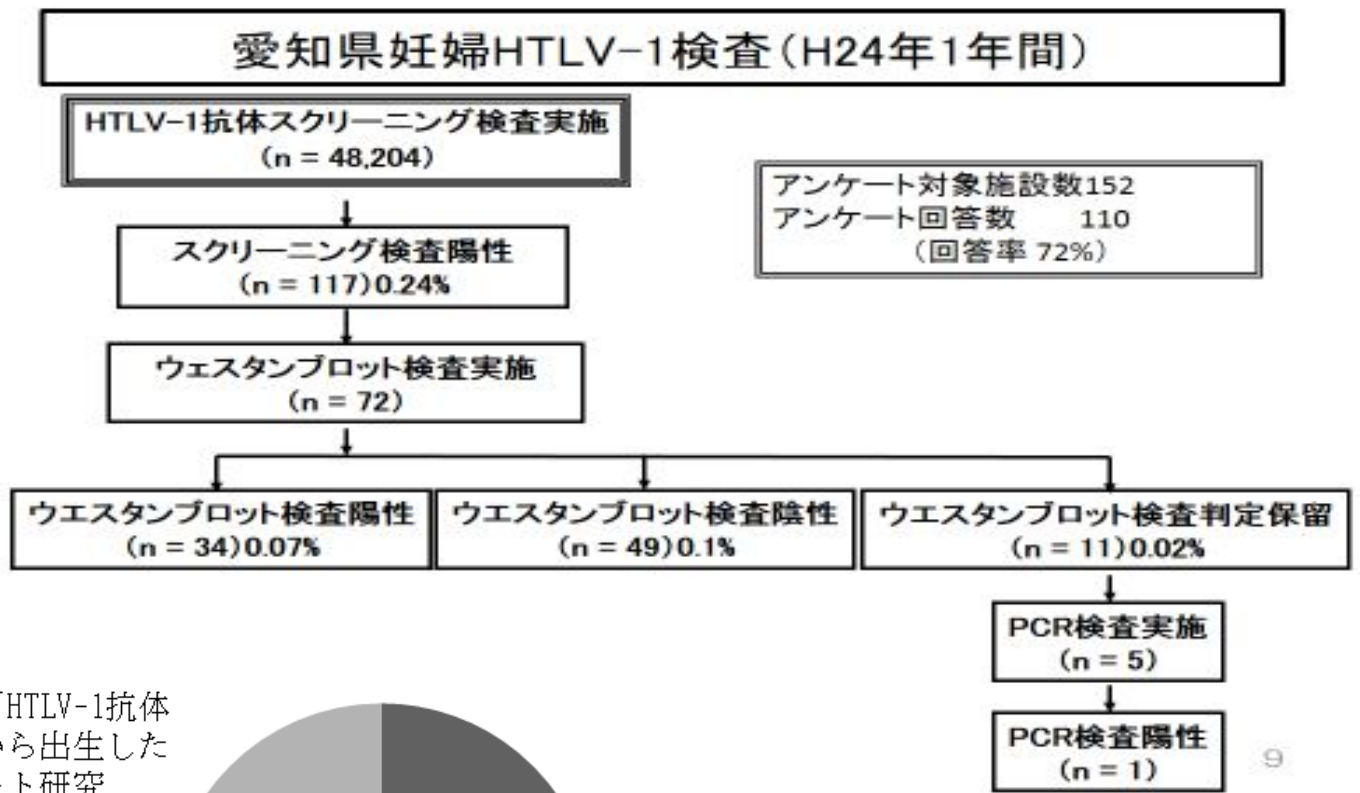 愛知県妊婦HTLV-1検査(H24年1年間)
HTLV-1抗体スクリーニング検査実施
(n = 48,204)
アンケート対象施設数152
アンケート回答数 110
(回答率 72%)
スクリーニング検査陽性
(n = 117)0.24%
ウェスタンブロット検査実施
(n = 72)
ウエスタンブロット検査陽性
(n = 34)0.07%
ウエスタンブロット検査陰性
(n = 49)0.1%
ウエスタンブロット検査判定保留
(n = 11)0.02%
PCR検査実施
(n = 5)
PCR検査陽性
(n = 1)
9
「HTLV-1抗体
から出生した
ート研究